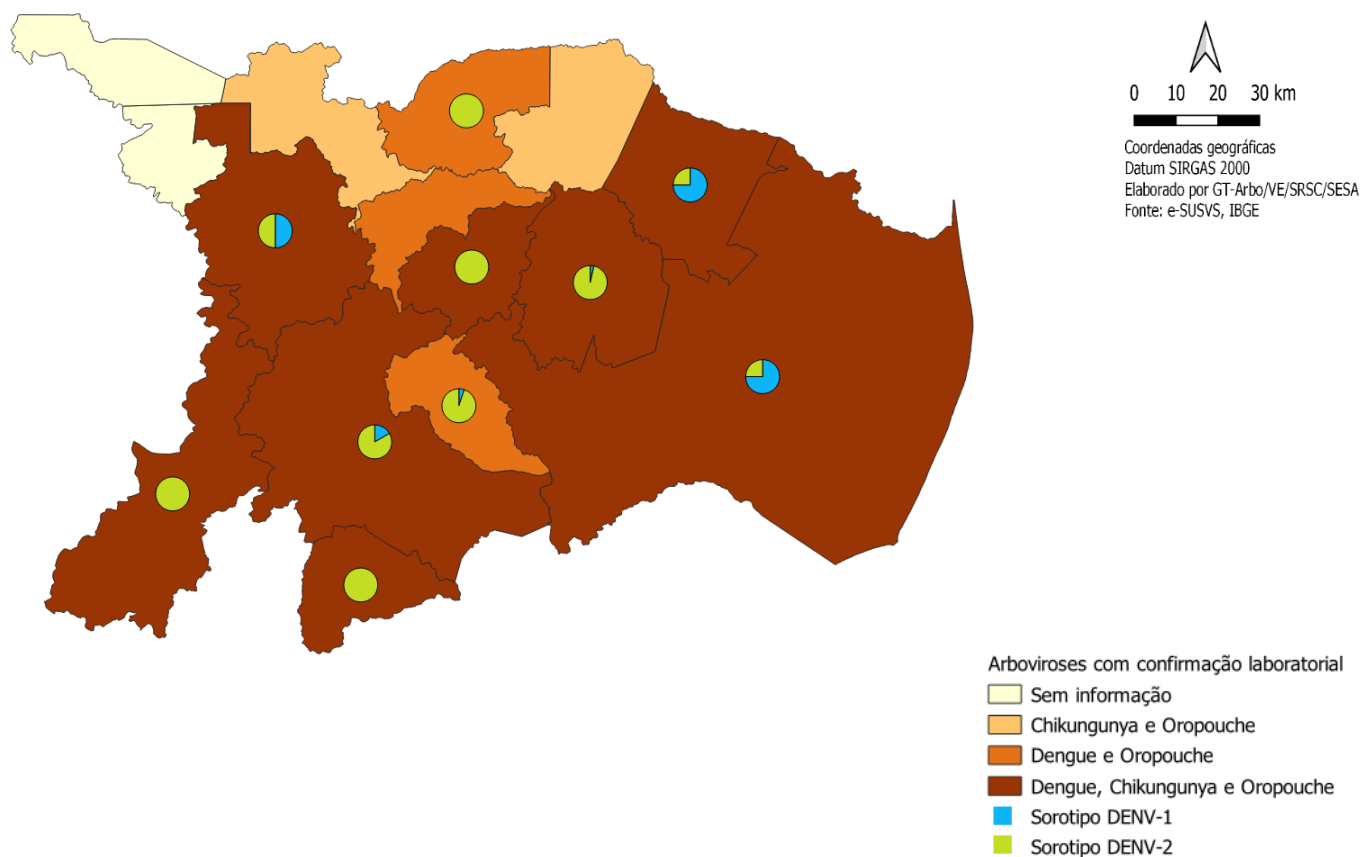 0 10 20 30 km
Coordenadas geográficas
Datum SIRGAS 2000
Elaborado por GT-Arbo/VE/SRSC/SESA
Fonte: e-SUSVS, IBGE
Arboviroses com confirmação laboratorial
Sem informação
Chikungunya e Oropouche
Dengue e Oropouche
Dengue, Chikungunya e Oropouche
Sorotipo DENV-1
Sorotipo DENV-2